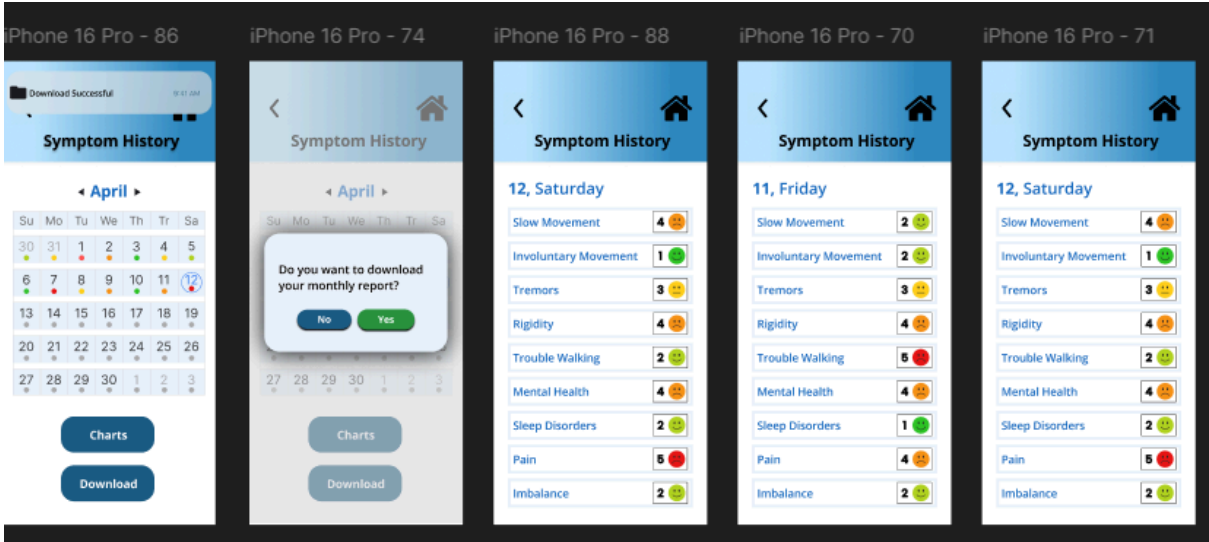 iPhone 16 Pro - 86
Download Successful 9:41 AM
Symptom History
April
Su Mo Tu We Th Tr Sa
30 31 1 2 3 4 5
6 7 8 9 10 11 12
13 14 15 16 17 18 19
20 21 22 23 24 25 26
27 28 29 30 1 2 3
Charts
Download
iPhone 16 Pro - 74
Symptom History
April
Su Mo Tu We Th Tr Sa
Do you want to download
your monthly report?
No Yes
27 28 29 30 1 2 3
Charts
Download
iPhone 16 Pro - 88
Symptom History
12, Saturday
Slow Movement 4
Involuntary Movement 1
Tremors 3
Rigidity 4
Trouble Walking 2
Mental Health 4
Sleep Disorders 2
Pain 5
Imbalance 2
iPhone 16 Pro - 70
Symptom History
11, Friday
Slow Movement 2
Involuntary Movement 2
Tremors 3
Rigidity 4
Trouble Walking 5
Mental Health 4
Sleep Disorders 1
Pain 4
Imbalance 2
iPhone 16 Pro - 71
Symptom History
12, Saturday
Slow Movement 4
Involuntary Movement 1
Tremors 3
Rigidity 4
Trouble Walking 2
Mental Health 4
Sleep Disorders 2
Pain 5
Imbalance 2